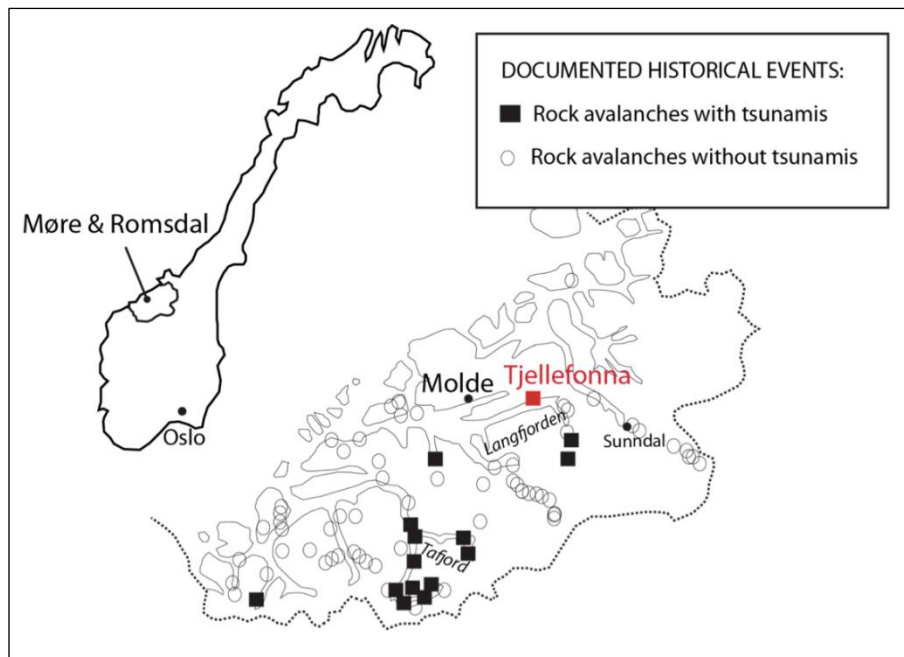 DOCUMENTED HISTORICAL EVENTS:
Rock avalanches with tsunamis
Rock avalanches without tsunamis
Møre & Romsdal
Oslo
Molde
Tjellefonna
Langfjorden
Sunndal
Tafjord